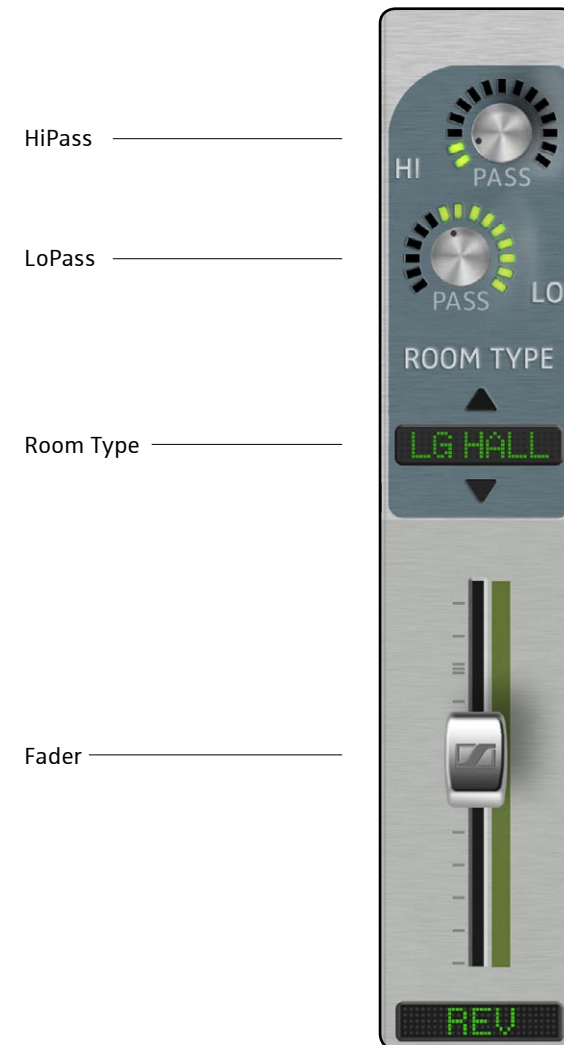 HiPass
HI
PASS
LoPass
PASS
LO
ROOM TYPE
Room Type
LG HALL
Fader
REV